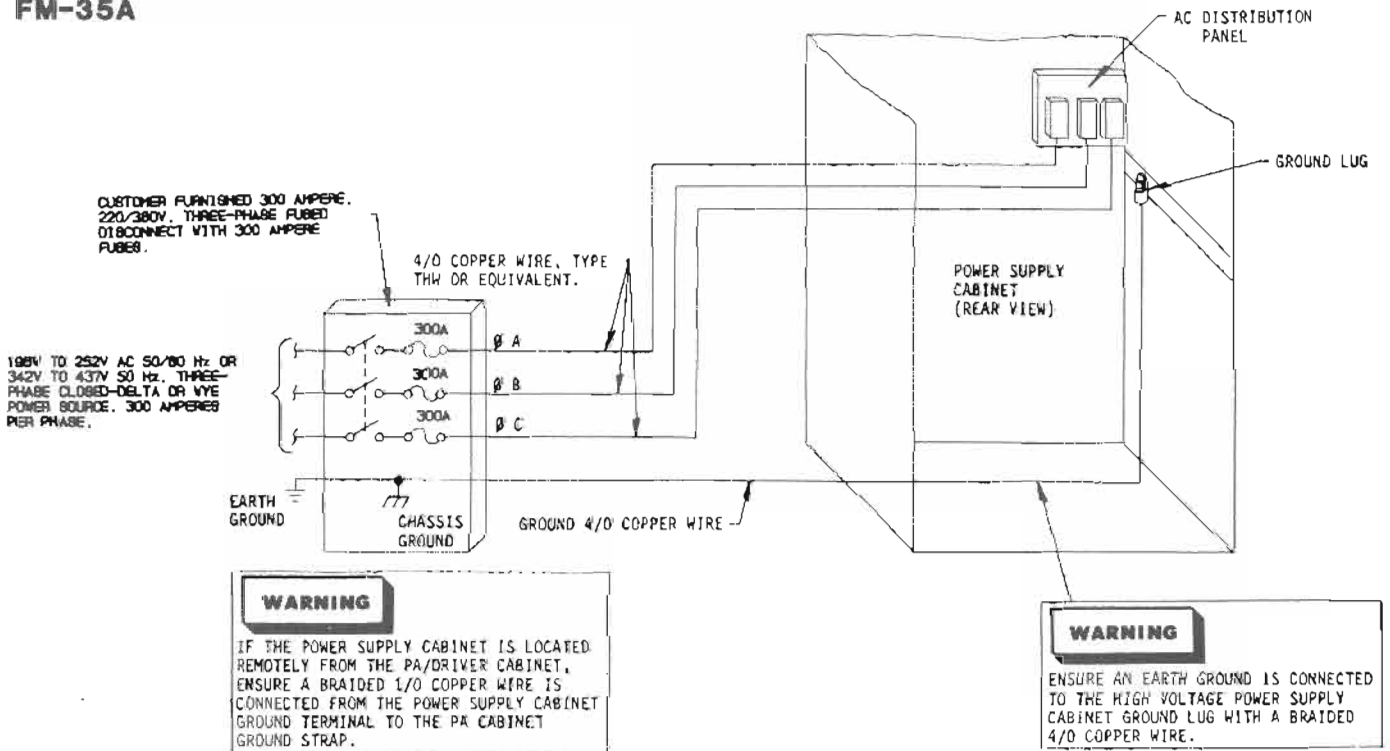 FM-35A
AC DISTRIBUTION
PANEL
GROUND LUG
CUSTOMER FURNISHED 300 AMPERE,
220/380V, THREE-PHASE FUSED
DISCONNECT WITH 300 AMPERE
FUSES.
4/0 COPPER WIRE, TYPE
THW OR EQUIVALENT.
POWER SUPPLY
CABINET
(REAR VIEW)
300A
Ø A
198V TO 252V AC 50/60 Hz OR
342V TO 437V 50 Hz. THREE-
PHASE CLOSED-DELTA OR WYE
POWER SOURCE. 300 AMPERES
PER PHASE.
300A
Ø B
300A
Ø C
EARTH
GROUND
CHASSIS
GROUND
GROUND 4/0 COPPER WIRE
WARNING
IF THE POWER SUPPLY CABINET IS LOCATED
REMOTELY FROM THE PA/DRIVER CABINET,
ENSURE A BRAIDED 1/0 COPPER WIRE IS
CONNECTED FROM THE POWER SUPPLY CABINET
GROUND TERMINAL TO THE PA CABINET
GROUND STRAP.
WARNING
ENSURE AN EARTH GROUND IS CONNECTED
TO THE HIGH VOLTAGE POWER SUPPLY
CABINET GROUND LUG WITH A BRAIDED
4/0 COPPER WIRE.